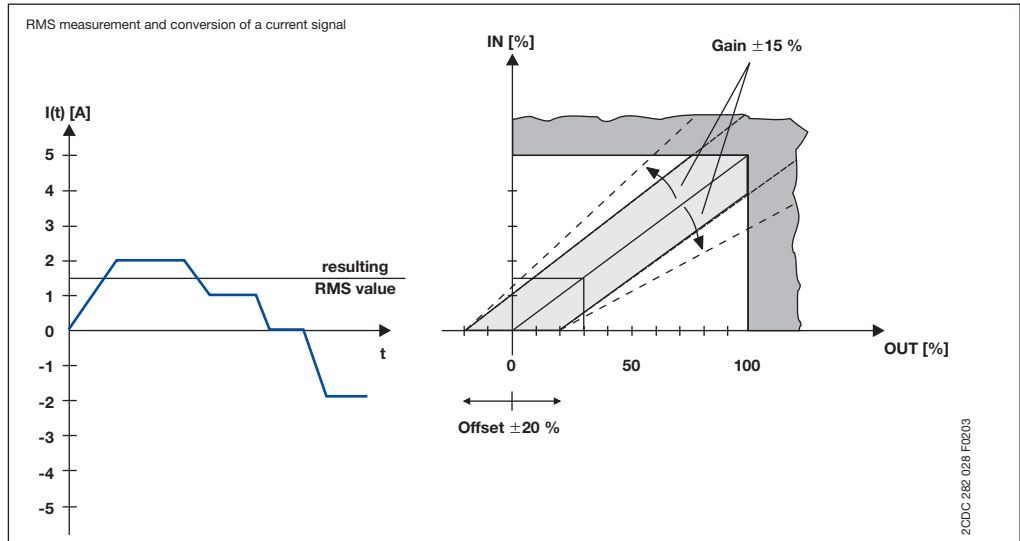 RMS measurement and conversion of a current signal
I(t) [A]
5
4
3
2
1
0
-1
-2
-3
-4
-5
resulting
RMS value
t
IN [%]
Gain ±15 %
0
50
100
OUT [%]
Offset ±20 %
2CDC 282 028 F0203